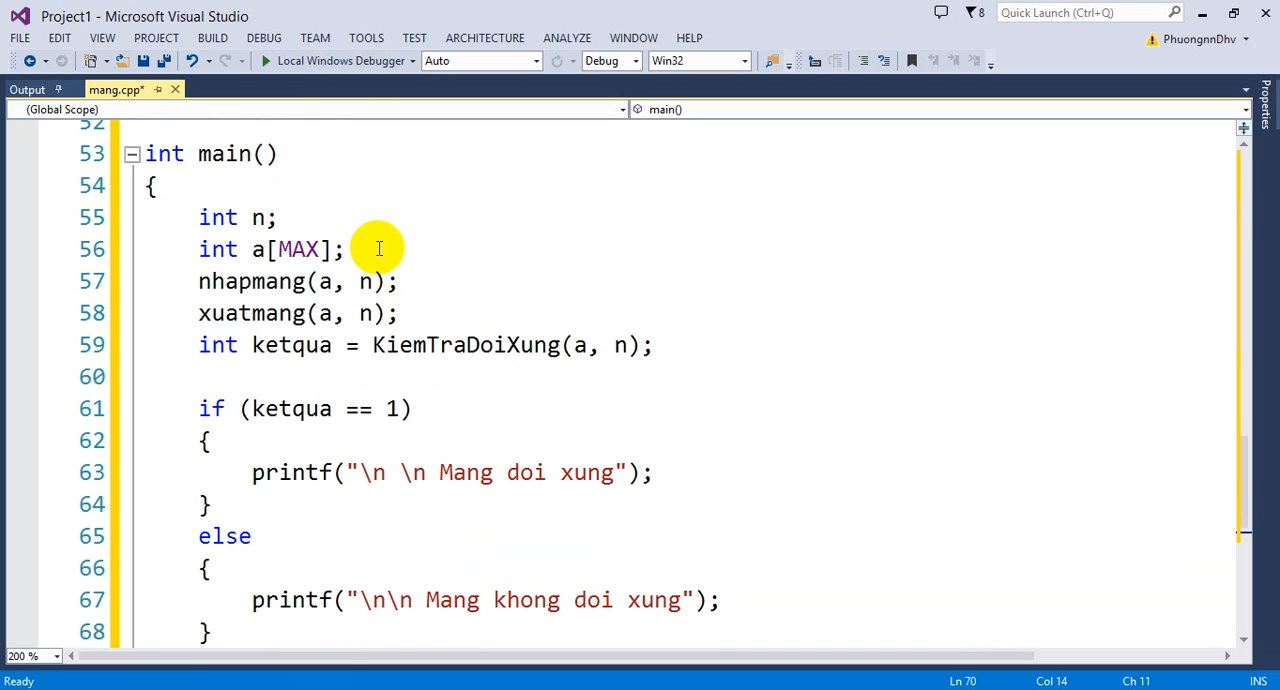 Project1 - Microsoft Visual Studio
8
Quick Launch (Ctrl+Q)
FILE EDIT VIEW PROJECT BUILD DEBUG TEAM TOOLS TEST ARCHITECTURE ANALYZE WINDOW HELP
PhuongnnDhv
Local Windows Debugger Auto Debug Win32
Output mang.cpp*
(Global Scope) main()
Properties
52
53 int main()
54 {
55 int n;
56 int a[MAX];
57 nhapmang(a, n);
58 xuatmang(a, n);
59 int ketqua = KiemTraDoiXung(a, n);
60
61 if (ketqua == 1)
62 {
63 printf("\n \n Mang doi xung");
64 }
65 else
66 {
67 printf("\n\n Mang khong doi xung");
68 }
200 %
Ready Ln 70 Col 14 Ch 11 INS